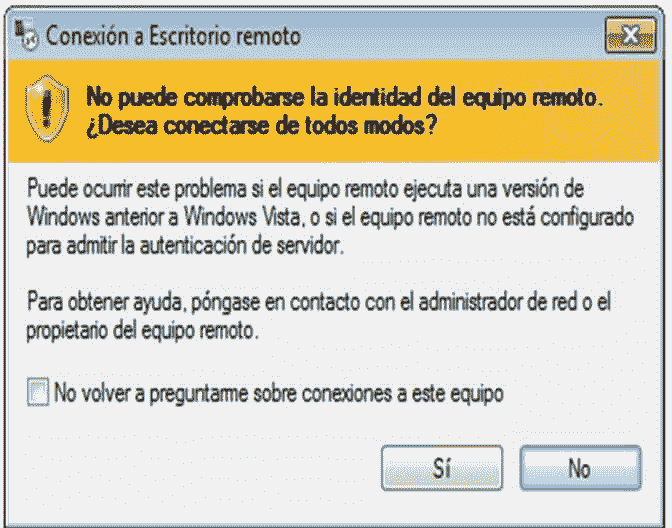 Conexión a Escritorio remoto
No puede comprobarse la identidad del equipo remoto.
¿Desea conectarse de todos modos?
Puede ocurrir este problema si el equipo remoto ejecuta una versión de
Windows anterior a Windows Vista, o si el equipo remoto no está configurado
para admitir la autenticación de servidor.
Para obtener ayuda, póngase en contacto con el administrador de red o el
propietario del equipo remoto.
No volver a preguntarme sobre conexiones a este equipo
Sí
No